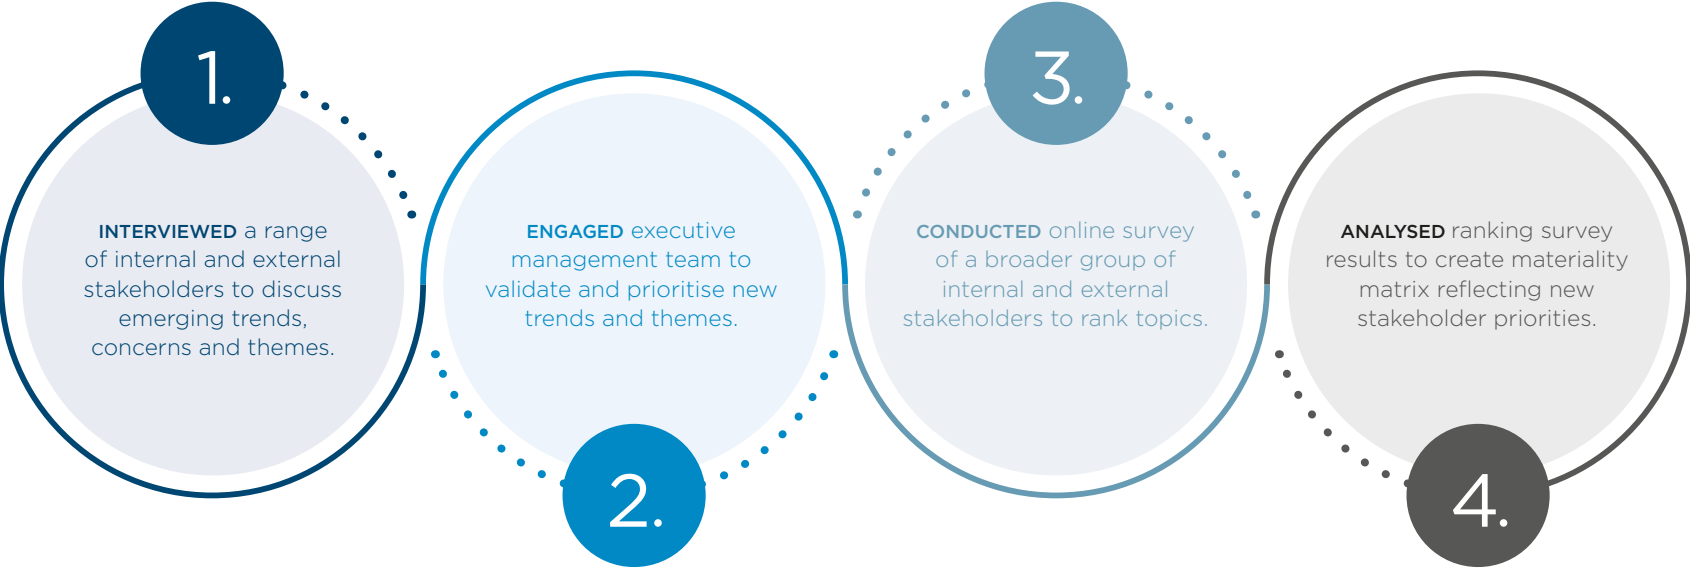 1.
INTERVIEWED a range
of internal and external
stakeholders to discuss
emerging trends,
concerns and themes.
2.
ENGAGED executive
management team to
validate and prioritise new
trends and themes.
3.
CONDUCTED online survey
of a broader group of
internal and external
stakeholders to rank topics.
4.
ANALYSED ranking survey
results to create materiality
matrix reflecting new
stakeholder priorities.